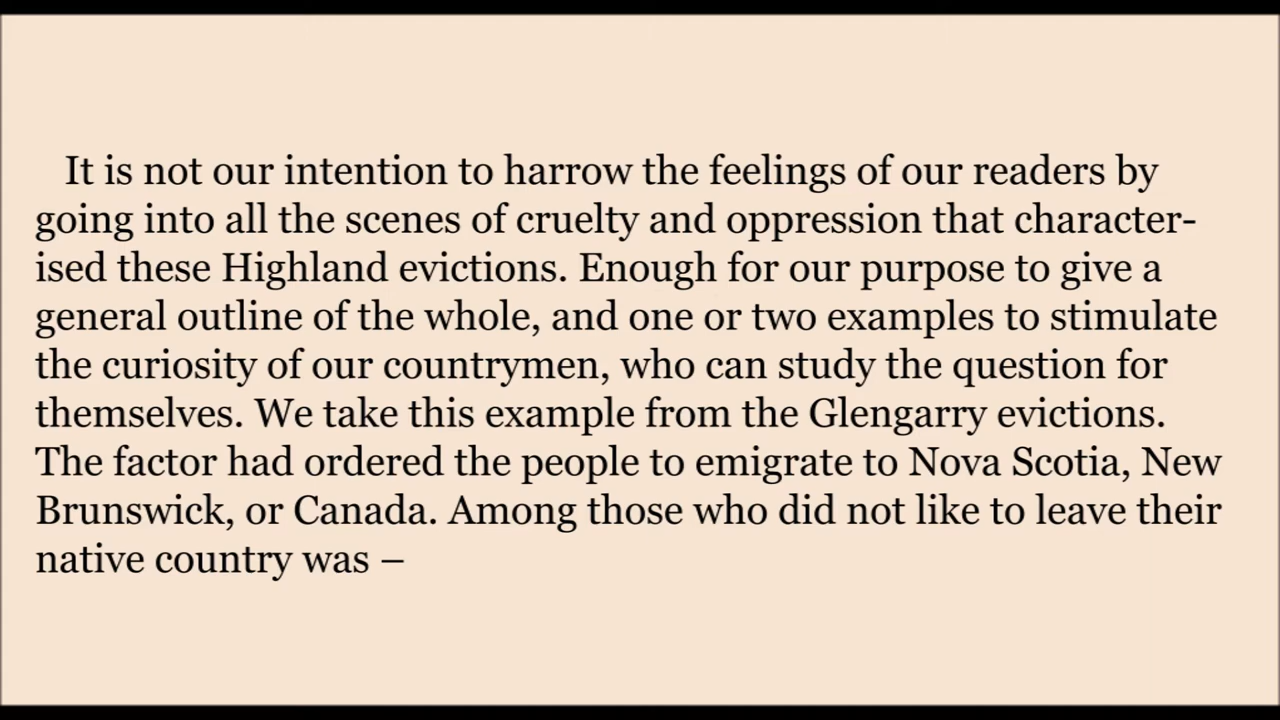 It is not our intention to harrow the feelings of our readers by
going into all the scenes of cruelty and oppression that character-
ised these Highland evictions. Enough for our purpose to give a
general outline of the whole, and one or two examples to stimulate
the curiosity of our countrymen, who can study the question for
themselves. We take this example from the Glengarry evictions.
The factor had ordered the people to emigrate to Nova Scotia, New
Brunswick, or Canada. Among those who did not like to leave their
native country was –